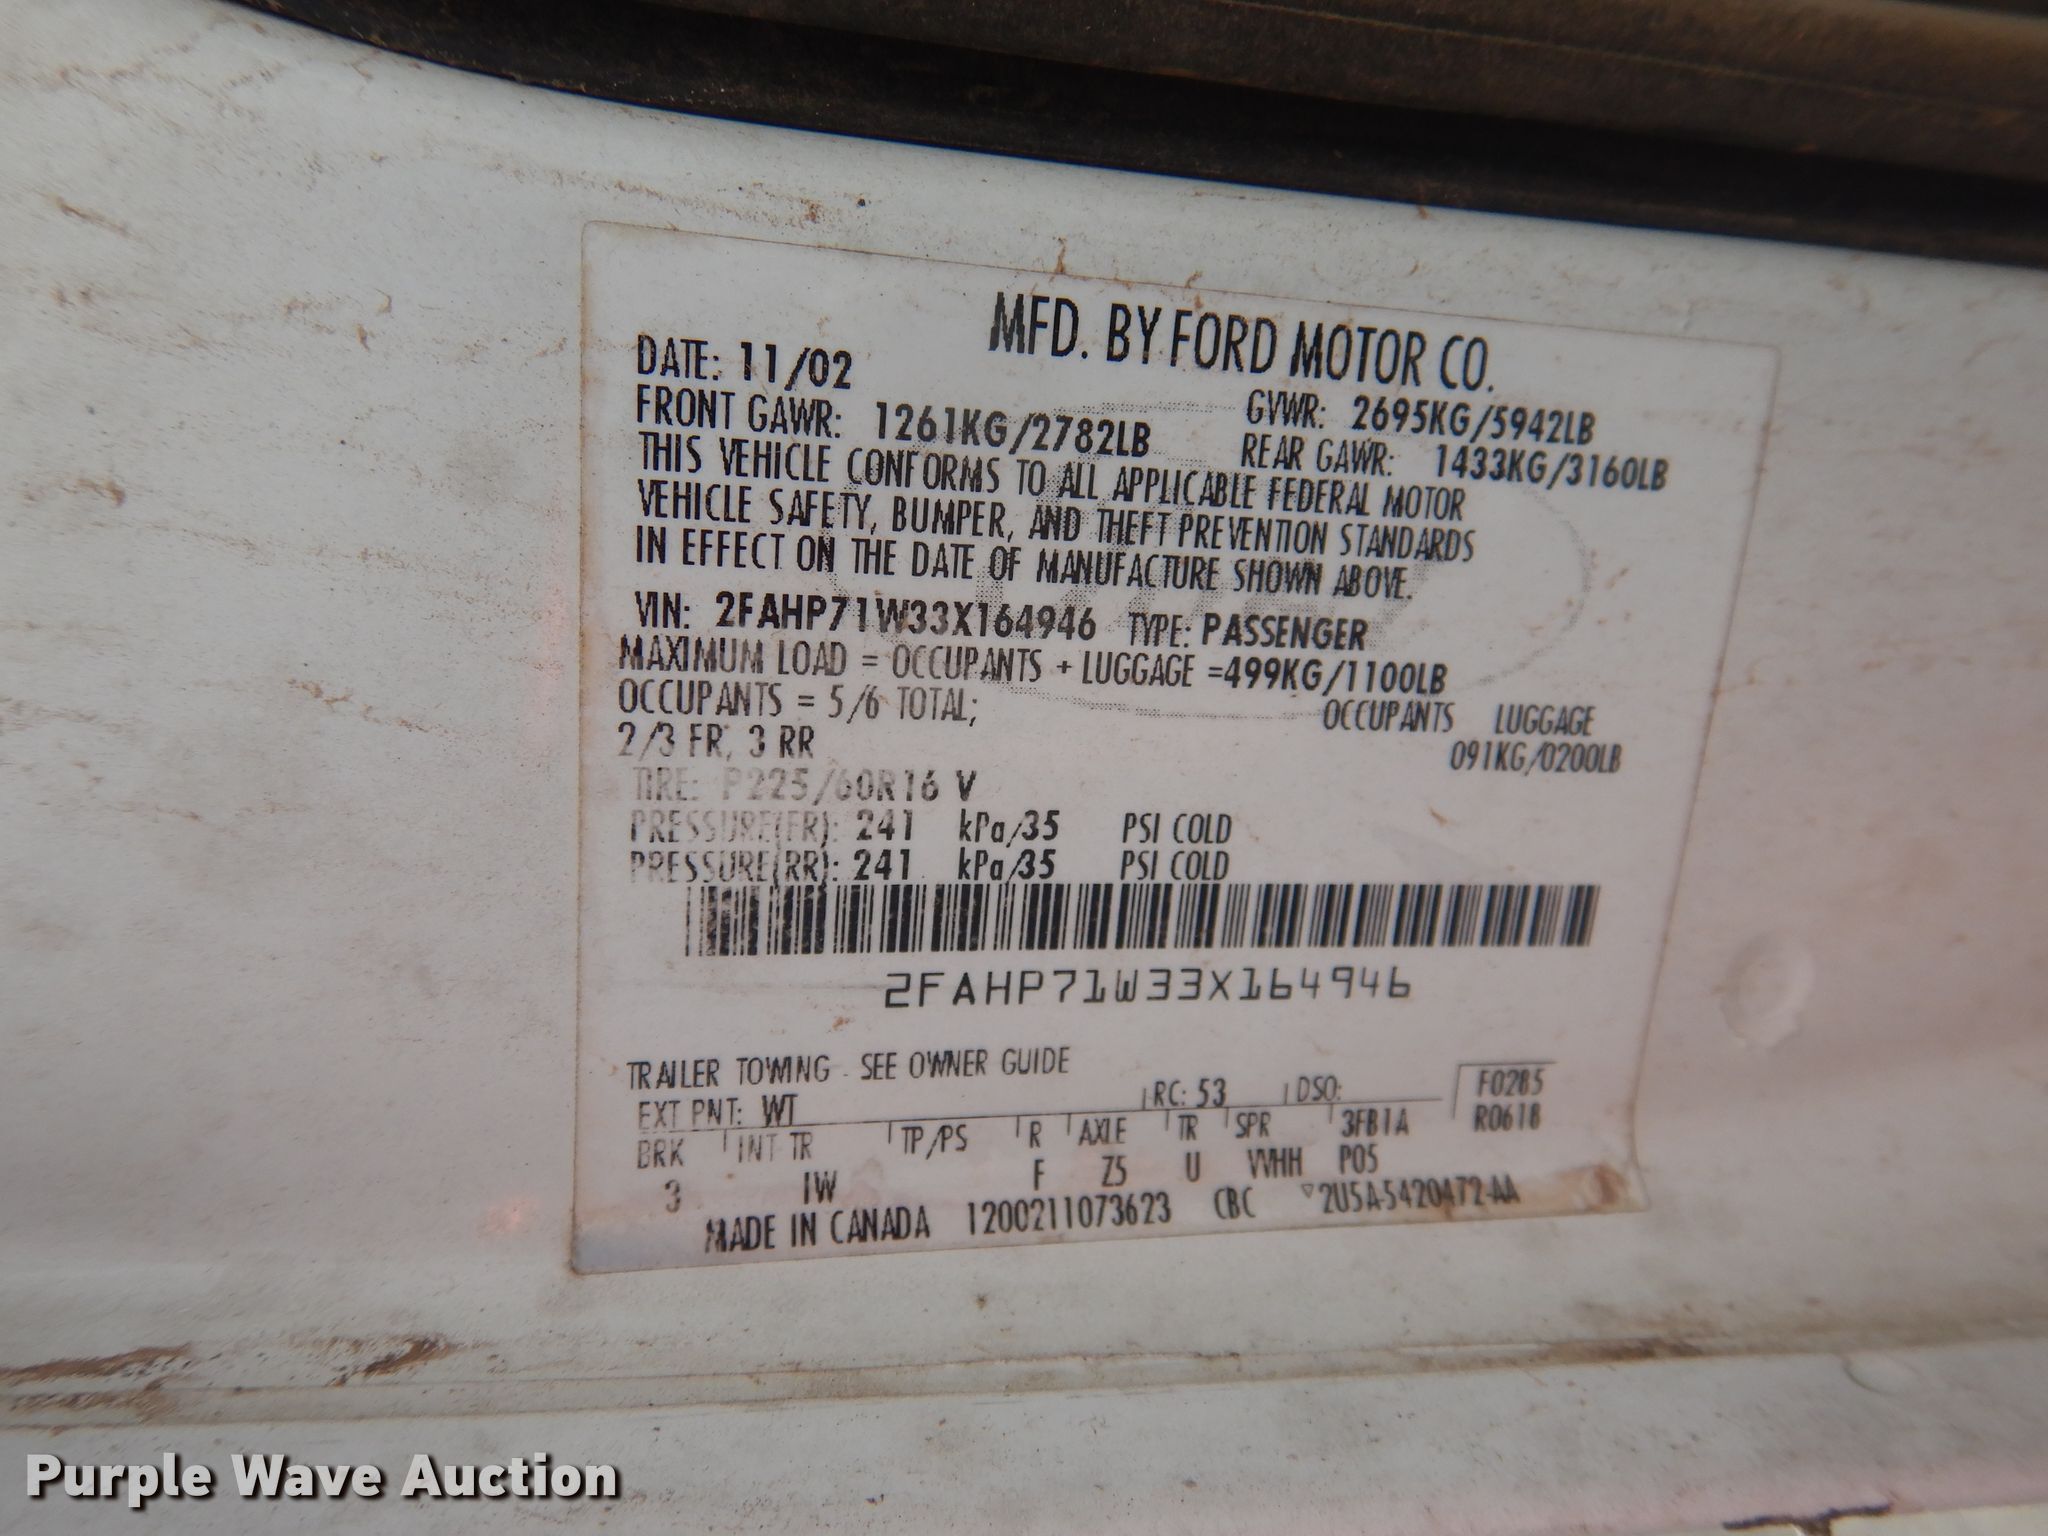 MFD. BY FORD MOTOR CO.
DATE: 11/02
GVWR: 2695KG/5942LB
FRONT GAWR: 1261KG/2782LB
REAR GAWR: 1433KG/3160LB
THIS VEHICLE CONFORMS TO ALL APPLICABLE FEDERAL MOTOR
VEHICLE SAFETY, BUMPER, AND THEFT PREVENTION STANDARDS
IN EFFECT ON THE DATE OF MANUFACTURE SHOWN ABOVE.
VIN: 2FAHP71W33X164946 TYPE: PASSENGER
MAXIMUM LOAD = OCCUPANTS + LUGGAGE =499KG/1100LB
OCCUPANTS = 5/6 TOTAL; OCCUPANTS LUGGAGE
2/3 FR, 3 RR 091KG/0200LB
TIRE: P225/60R16 V
PRESSURE(FR): 241 kPa/35 PSI COLD
PRESSURE(RR): 241 kPa/35 PSI COLD
2FAHP71W33X164946
TRAILER TOWING - SEE OWNER GUIDE
EXT PNT: WT RC: 53 DSO: F0285
BRK INT TR TP/PS R AXLE TR SPR 3FB1A R0618
3 IW F Z5 U VVHH P05
MADE IN CANADA 1200211073623 CBC ▽2U5A-5420472-AA
Purple Wave Auction